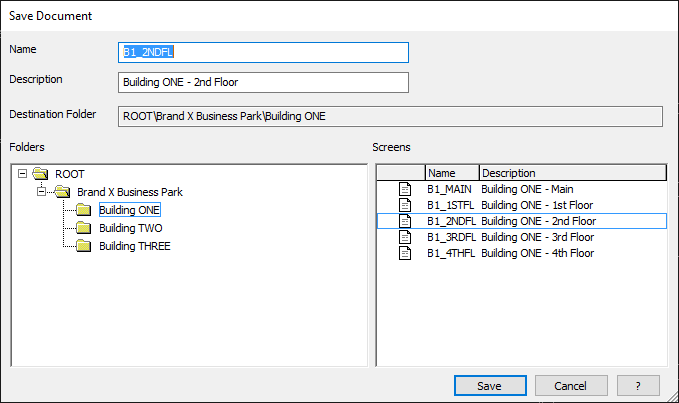 Save Document
Name
B1_2NDFL
Description
Building ONE - 2nd Floor
Destination Folder
ROOT\Brand X Business Park\Building ONE
Folders
Screens
ROOT
Brand X Business Park
Building ONE
Building TWO
Building THREE
Name Description
B1_MAIN Building ONE - Main
B1_1STFL Building ONE - 1st Floor
B1_2NDFL Building ONE - 2nd Floor
B1_3RDFL Building ONE - 3rd Floor
B1_4THFL Building ONE - 4th Floor
Save Cancel ?